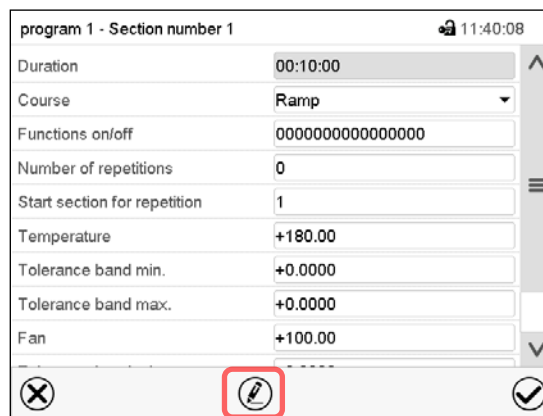 program 1 - Section number 1 11:40:08
Duration 00:10:00
Course Ramp
Functions on/off 0000000000000000
Number of repetitions 0
Start section for repetition 1
Temperature +180.00
Tolerance band min. +0.0000
Tolerance band max. +0.0000
Fan +100.00